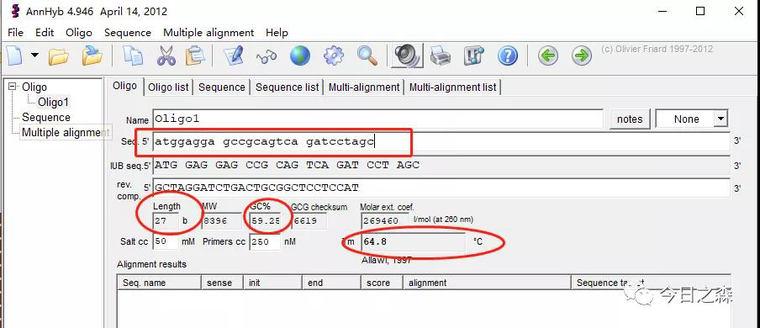 AnnHyb 4.946 April 14, 2012
File Edit Oligo Sequence Multiple alignment Help
(c) Olivier Friard 1997-2012
Oligo
Oligo1
Sequence
Multiple alignment
Oligo Oligo list Sequence Sequence list Multi-alignment Multi-alignment list
Name Oligo1 notes None
Seq. 5' atggagga gccgcagtca gatcctagc 3'
IUB seq. 5' ATG GAG GAG CCG CAG TCA GAT CCT AGC 3'
rev. comp. 5' GCTAGGATCTGACTGCGGCTCCTCCAT 3'
Length MW GC% GCG checksum Molar ext. coef.
27 b 8396 59.25 6619 269460 l/mol (at 260 nm)
Salt cc 50 mM Primers cc 250 nM Tm 64.8 °C
Allawi, 1997
Alignment results
Seq. name sense init end score alignment Sequence
今日之森